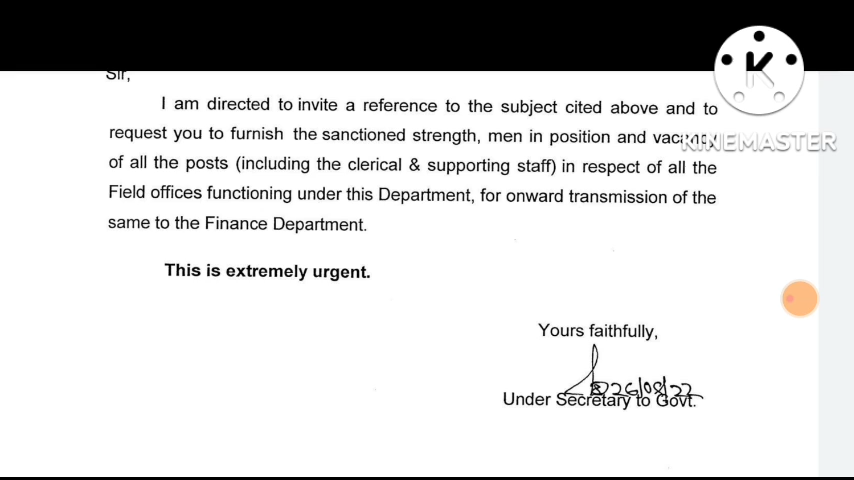 Sir,
I am directed to invite a reference to the subject cited above and to
request you to furnish the sanctioned strength, men in position and vacancy
of all the posts (including the clerical & supporting staff) in respect of all the
Field offices functioning under this Department, for onward transmission of the
same to the Finance Department.
This is extremely urgent.
Yours faithfully,
26/08/22
Under Secretary to Govt.
K
KINEMASTER